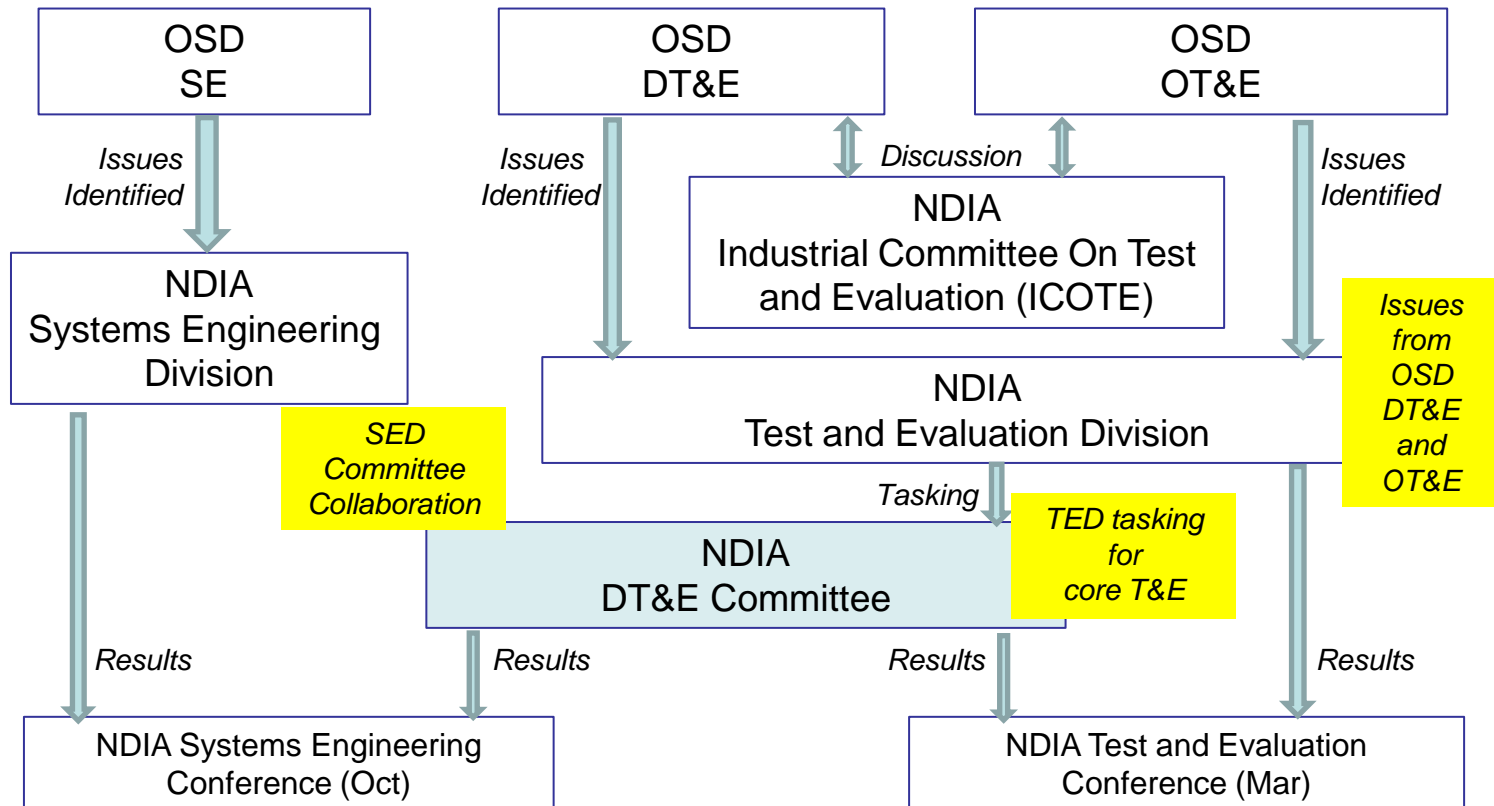 OSD
SE
OSD
DT&E
OSD
OT&E
Issues
Identified
Issues
Identified
Discussion
Issues
Identified
NDIA
Industrial Committee On Test
and Evaluation (ICOTE)
NDIA
Systems Engineering
Division
Issues
from
OSD
DT&E
and
OT&E
NDIA
Test and Evaluation Division
SED
Committee
Collaboration
Tasking
TED tasking
for
core T&E
NDIA
DT&E Committee
Results
Results
Results
Results
NDIA Systems Engineering
Conference (Oct)
NDIA Test and Evaluation
Conference (Mar)